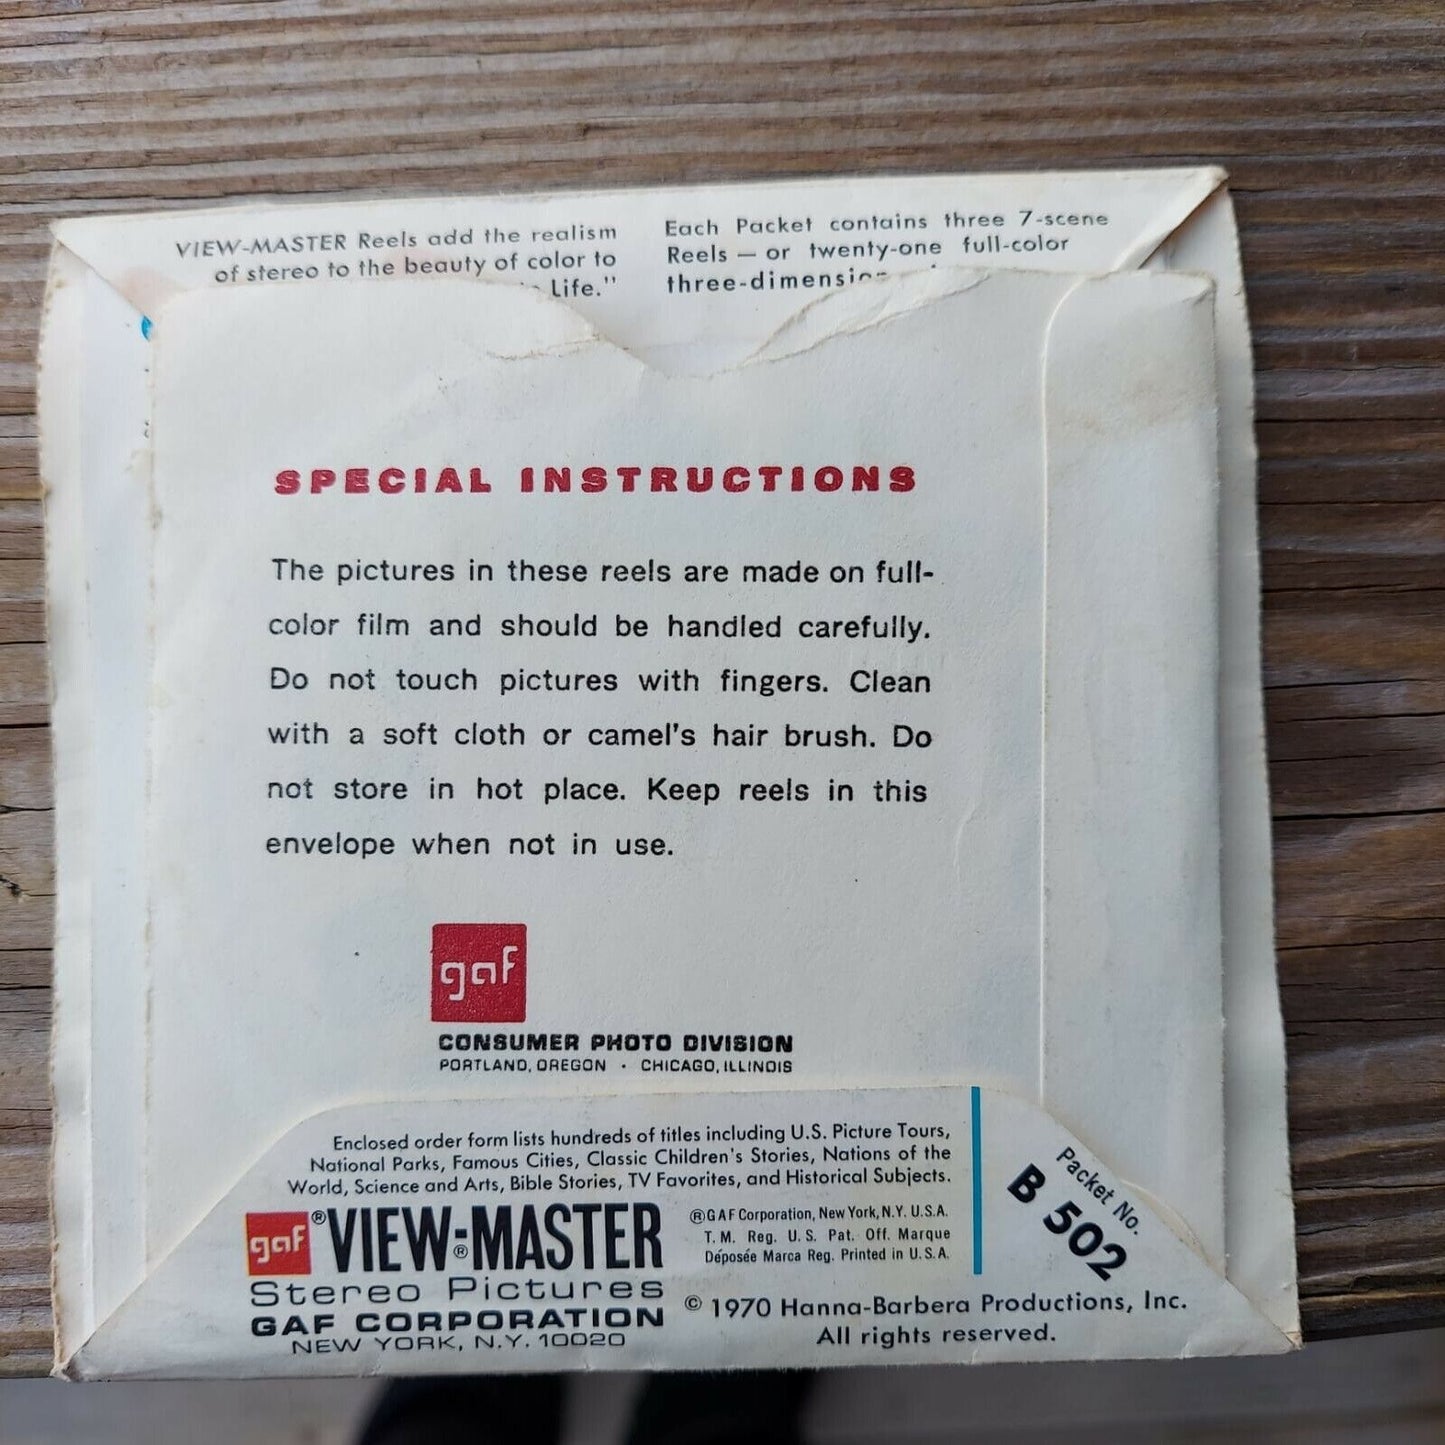 VIEW-MASTER Reels add the realism
of stereo to the beauty of color to
Life."
Each Packet contains three 7-scene
Reels — or twenty-one full-color
three-dimensio
SPECIAL INSTRUCTIONS
The pictures in these reels are made on full-
color film and should be handled carefully.
Do not touch pictures with fingers. Clean
with a soft cloth or camel's hair brush. Do
not store in hot place. Keep reels in this
envelope when not in use.
gaf
CONSUMER PHOTO DIVISION
PORTLAND, OREGON · CHICAGO, ILLINOIS
Enclosed order form lists hundreds of titles including U.S. Picture Tours,
National Parks, Famous Cities, Classic Children's Stories, Nations of the
World, Science and Arts, Bible Stories, TV Favorites, and Historical Subjects.
gaf ® VIEW-MASTER ®
Stereo Pictures
GAF CORPORATION
NEW YORK, N.Y. 10020
® GAF Corporation, New York, N.Y. U.S.A.
T. M. Reg. U. S. Pat. Off. Marque
Déposée Marca Reg. Printed in U.S.A.
© 1970 Hanna-Barbera Productions, Inc.
All rights reserved.
Packet No.
B 502